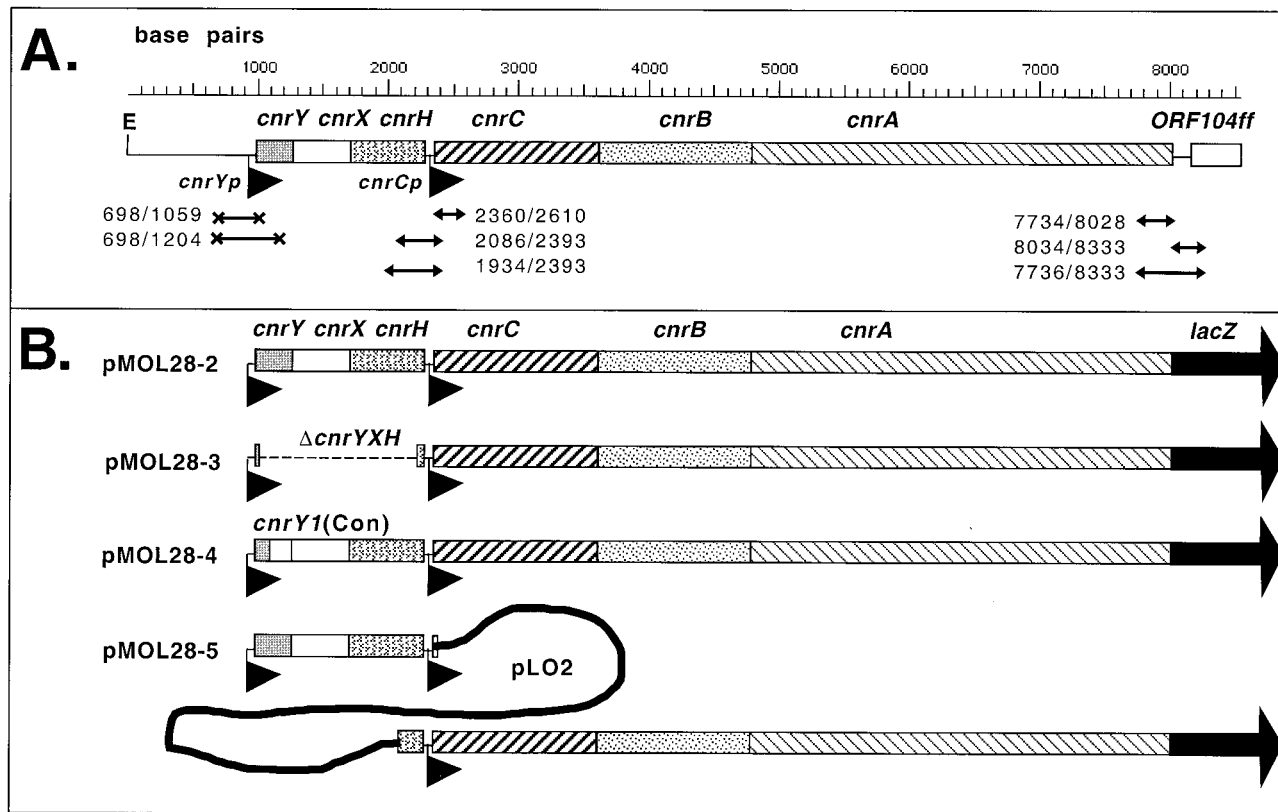 A.
base pairs
1000 2000 3000 4000 5000 6000 7000 8000
E
cnrY cnrX cnrH cnrC cnrB cnrA ORF104ff
cnrYp cnrCp
698/1059 2360/2610 7734/8028
698/1204 2086/2393 8034/8333
1934/2393 7736/8333
B.
cnrY cnrX cnrH cnrC cnrB cnrA lacZ
pMOL28-2
ΔcnrYXH
pMOL28-3
cnrY1(Con)
pMOL28-4
pMOL28-5
pLO2